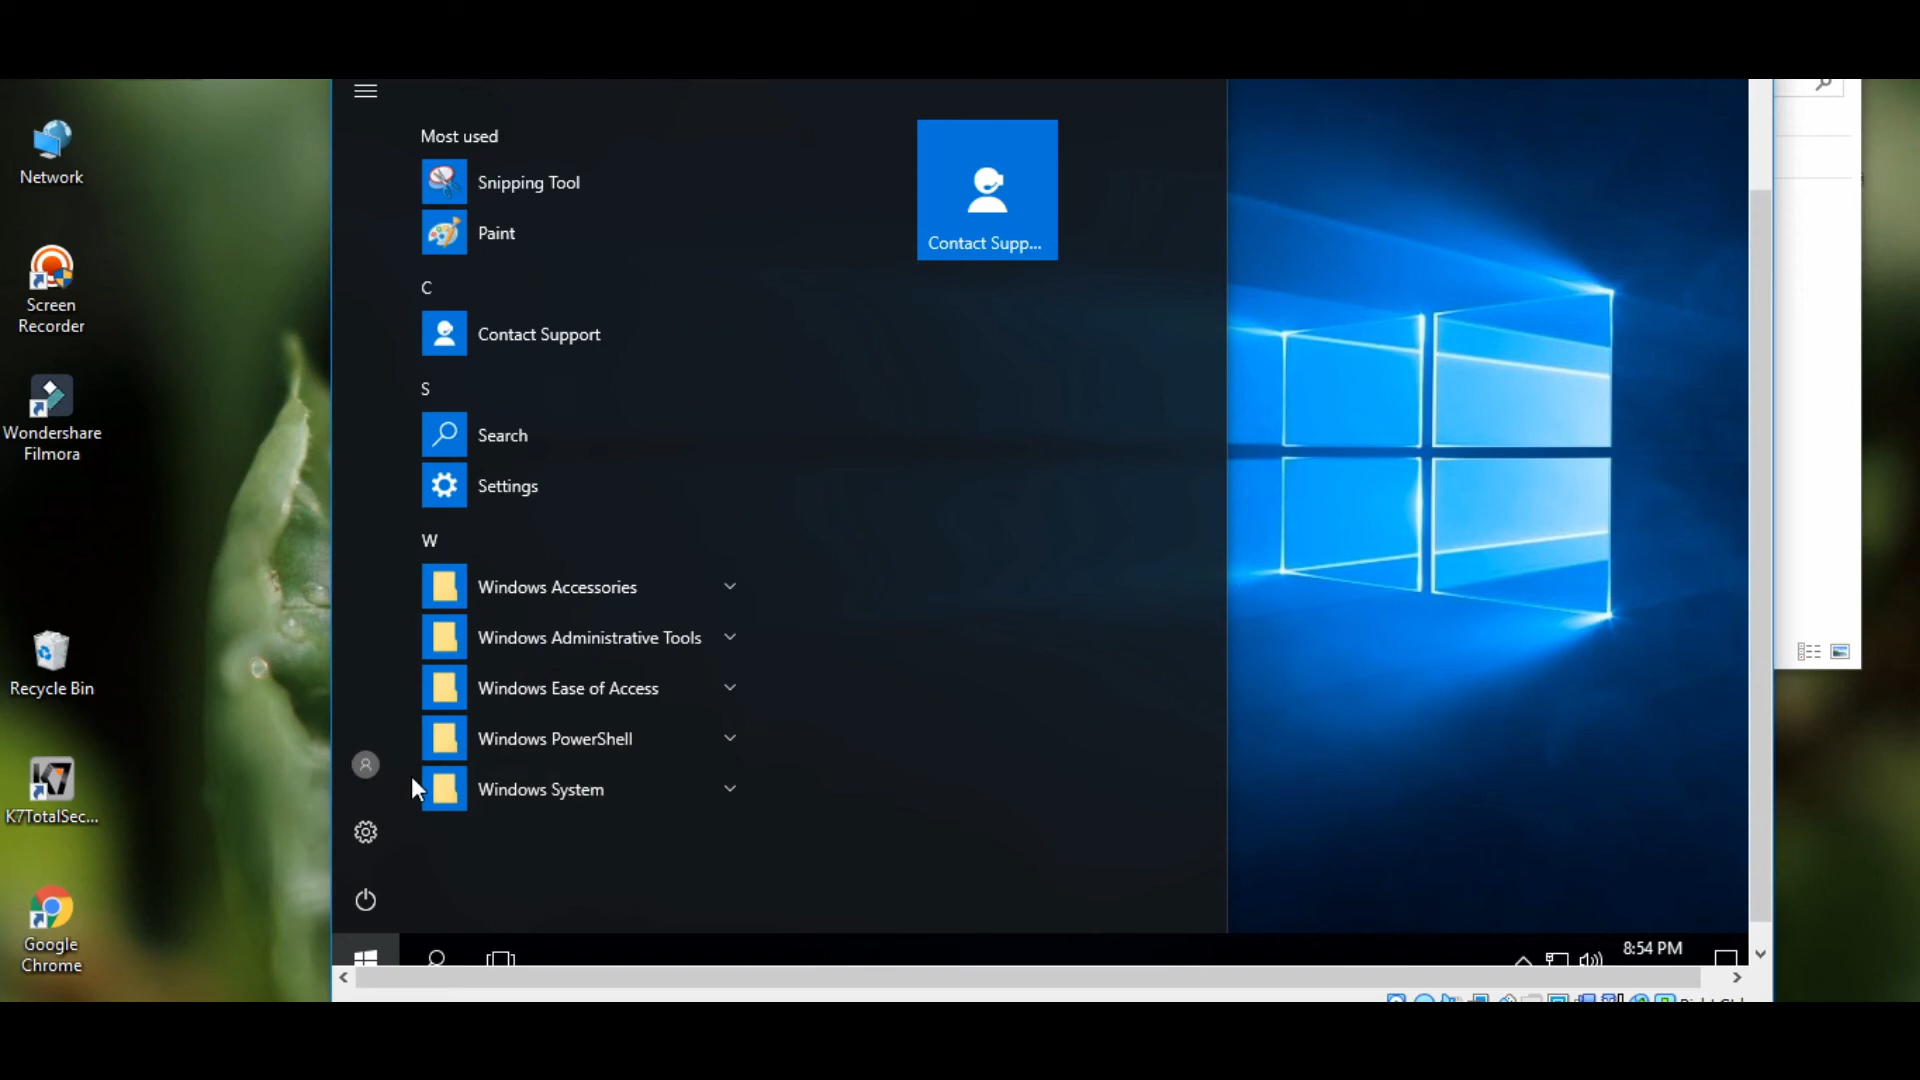 Network
Screen
Recorder
Wondershare
Filmora
Recycle Bin
K7TotalSec...
Google
Chrome
Most used
Snipping Tool
Paint
C
Contact Support
S
Search
Settings
W
Windows Accessories
Windows Administrative Tools
Windows Ease of Access
Windows PowerShell
Windows System
Contact Supp...
8:54 PM